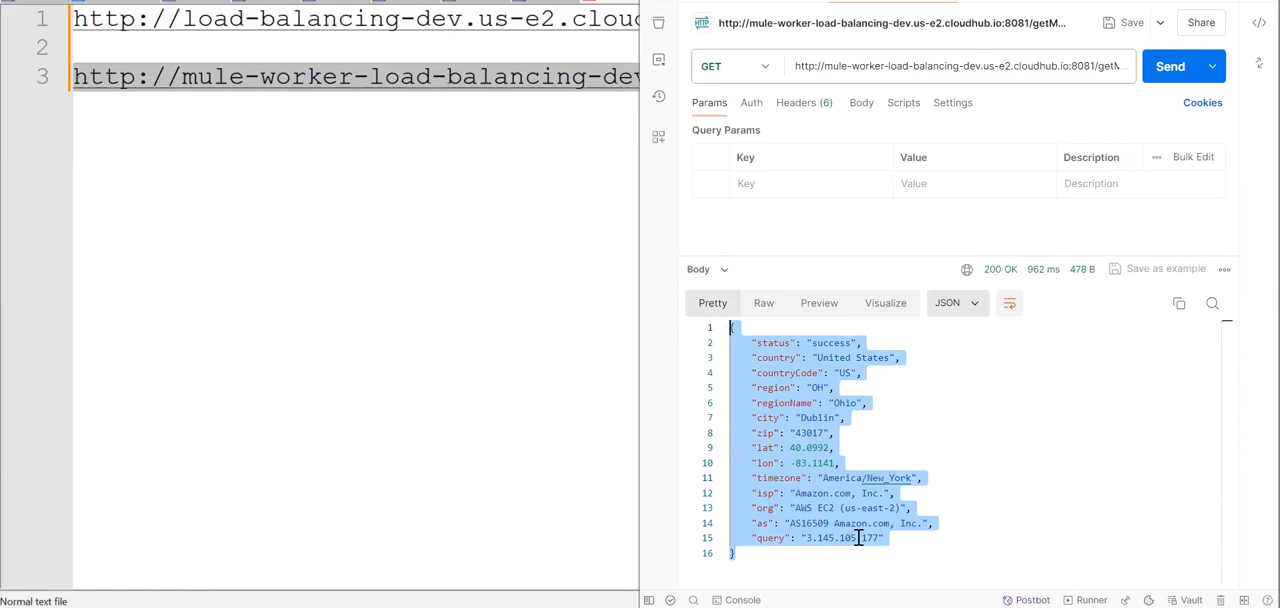 1 http://load-balancing-dev.us-e2.clou
2
3 http://mule-worker-load-balancing-dev
Normal text file
HTTP http://mule-worker-load-balancing-dev.us-e2.cloudhub.io:8081/getM... Save Share
GET http://mule-worker-load-balancing-dev.us-e2.cloudhub.io:8081/getM... Send
Params Auth Headers (6) Body Scripts Settings Cookies
Query Params
Key Value Description Bulk Edit
Key Value Description
Body 200 OK 962 ms 478 B Save as example
Pretty Raw Preview Visualize JSON
1 {
2 "status": "success",
3 "country": "United States",
4 "countryCode": "US",
5 "region": "OH",
6 "regionName": "Ohio",
7 "city": "Dublin",
8 "zip": "43017",
9 "lat": 40.0992,
10 "lon": -83.1141,
11 "timezone": "America/New_York",
12 "isp": "Amazon.com, Inc.",
13 "org": "AWS EC2 (us-east-2)",
14 "as": "AS16509 Amazon.com, Inc.",
15 "query": "3.145.105.177"
16 }
Console Postbot Runner Vault